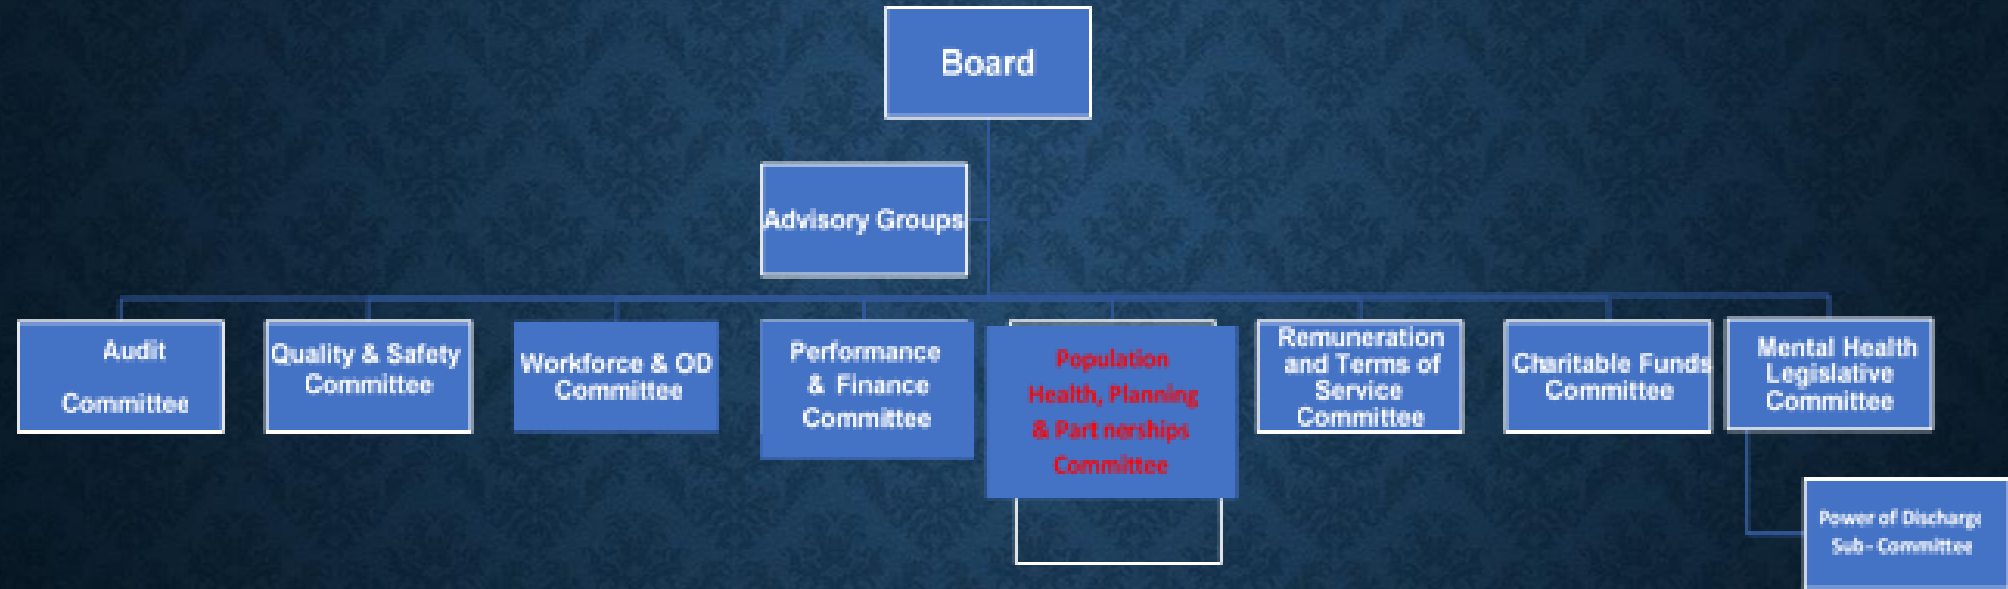 Board
Advisory Groups
Audit
Committee
Quality & Safety
Committee
Workforce & OD
Committee
Performance
& Finance
Committee
Population
Health, Planning
& Part nerships
Committee
Remuneration
and Terms of
Service
Committee
Charitable Funds
Committee
Mental Health
Legislative
Committee
Power of Discharge
Sub- Committee